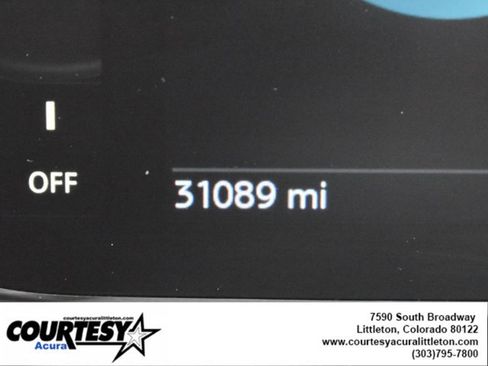 OFF
31089 mi
courtesyacuralittleton.com
COURTESY
Acura
7590 South Broadway
Littleton, Colorado 80122
www.courtesyacuralittleton.com
(303)795-7800